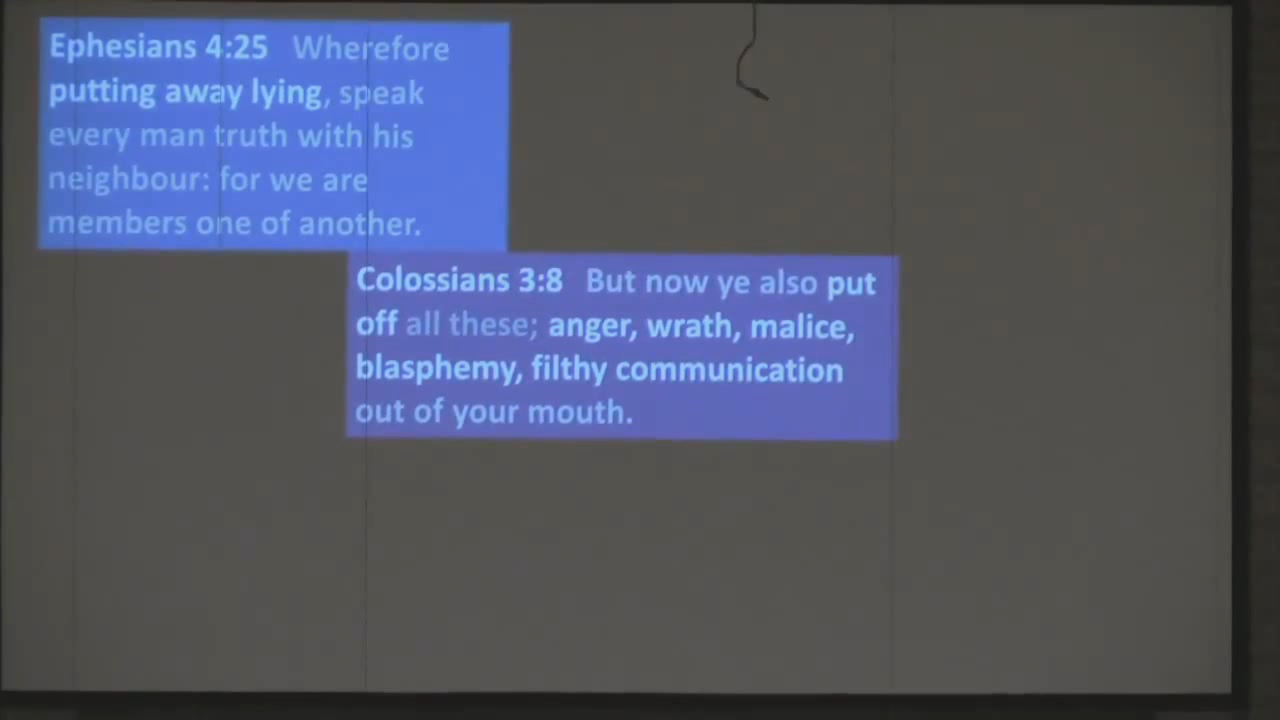 Ephesians 4:25 Wherefore
putting away lying, speak
every man truth with his
neighbour: for we are
members one of another.
Colossians 3:8 But now ye also put
off all these; anger, wrath, malice,
blasphemy, filthy communication
out of your mouth.